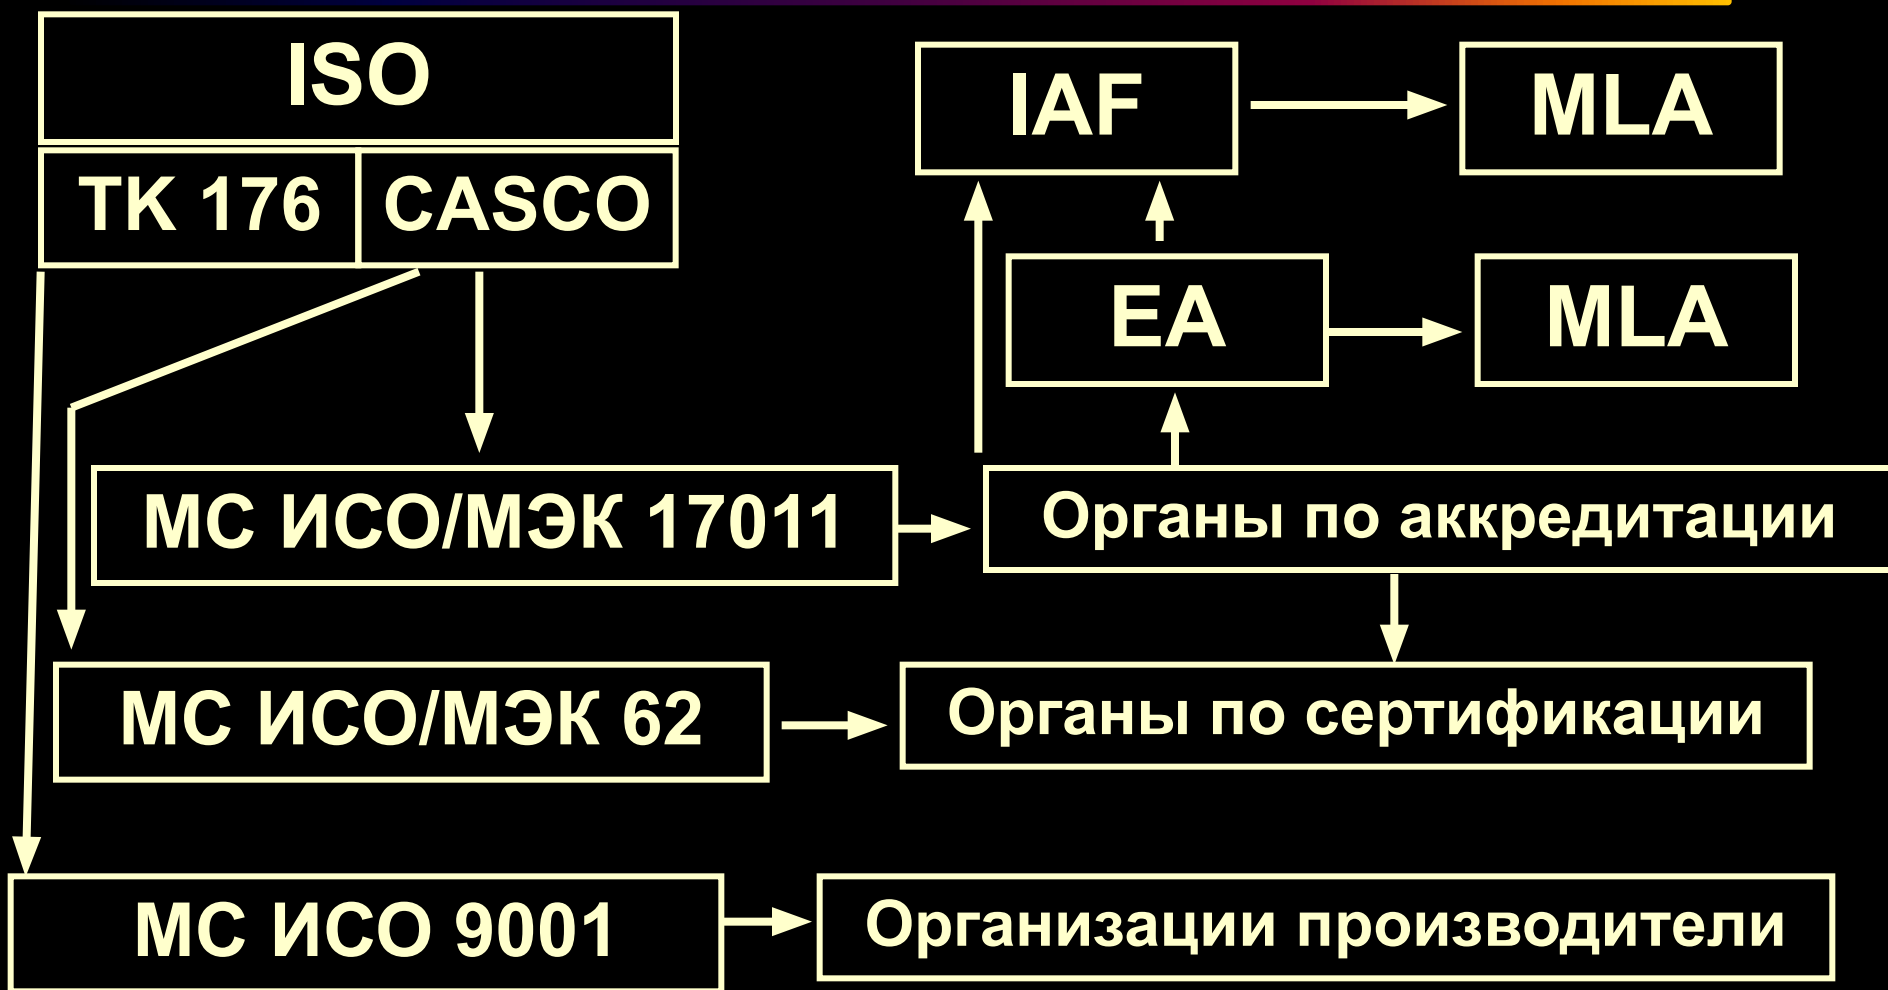 ISO
ТК 176
CASCO
IAF
MLA
EA
MLA
МС ИСО/МЭК 17011
Органы по аккредитации
МС ИСО/МЭК 62
Органы по сертификации
МС ИСО 9001
Организации производители